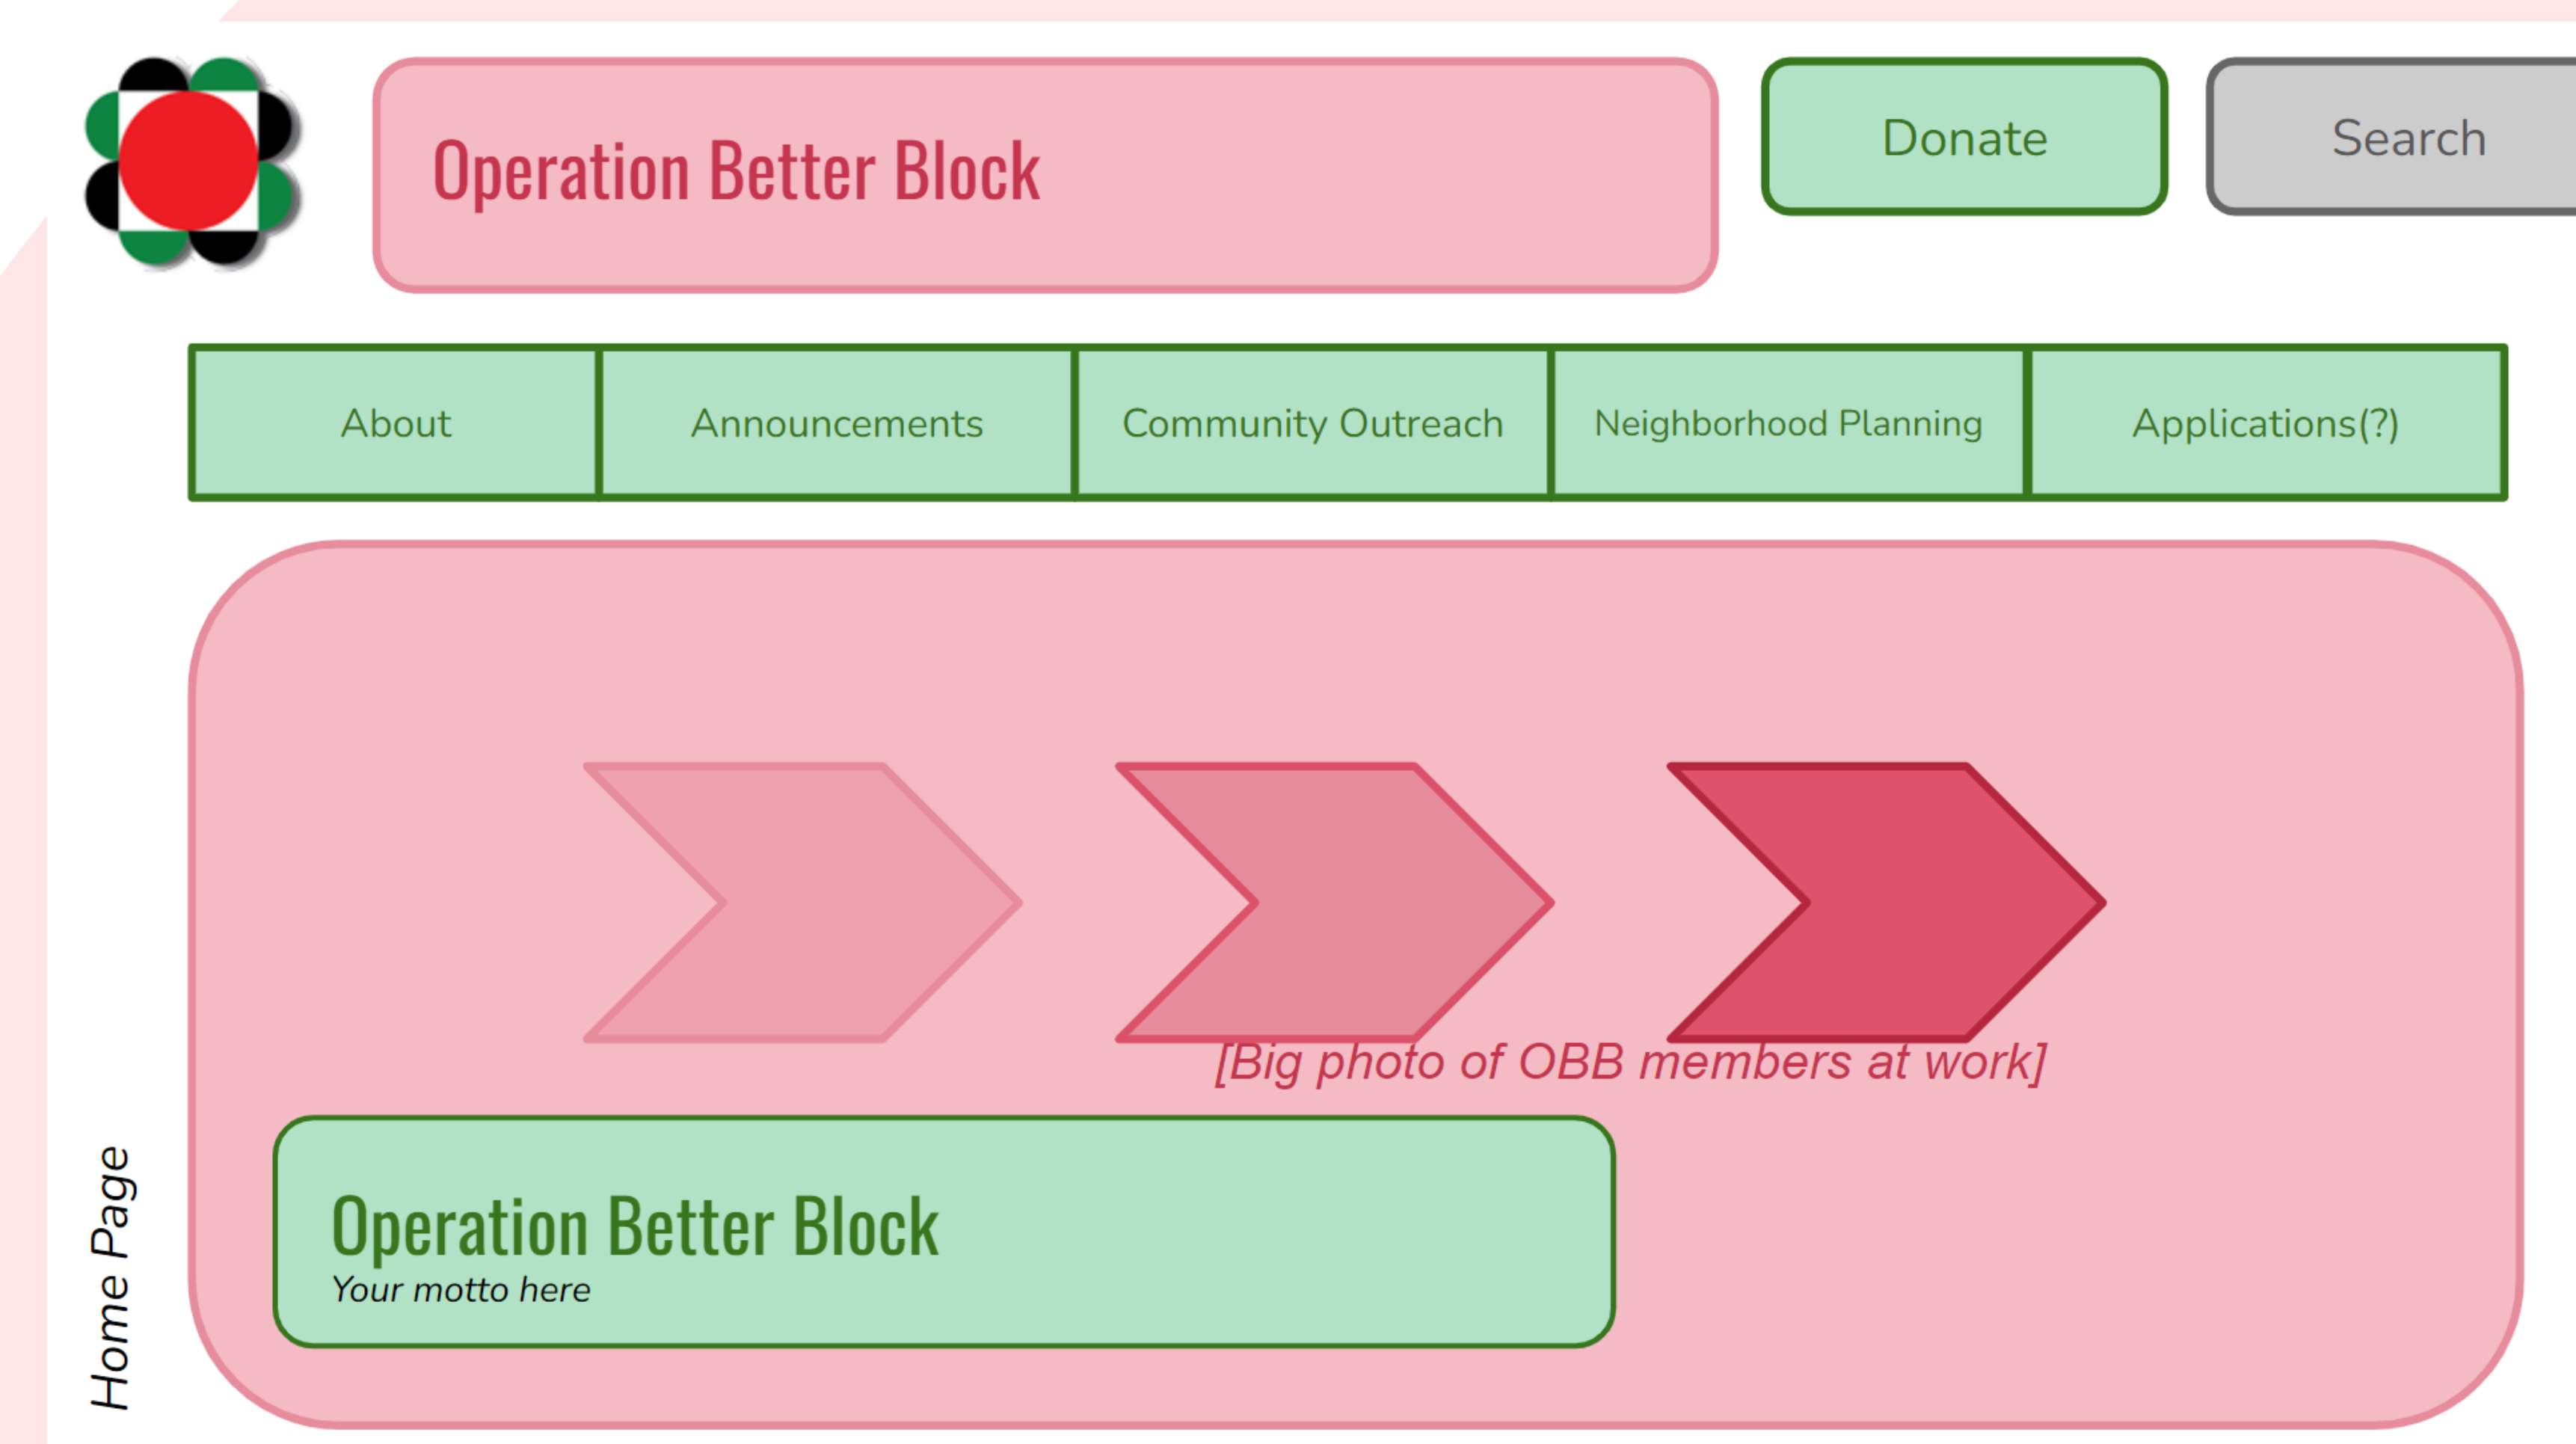 Operation Better Block
Donate
Search
About
Announcements
Community Outreach
Neighborhood Planning
Applications(?)
[Big photo of OBB members at work]
Operation Better Block
Your motto here
Home Page